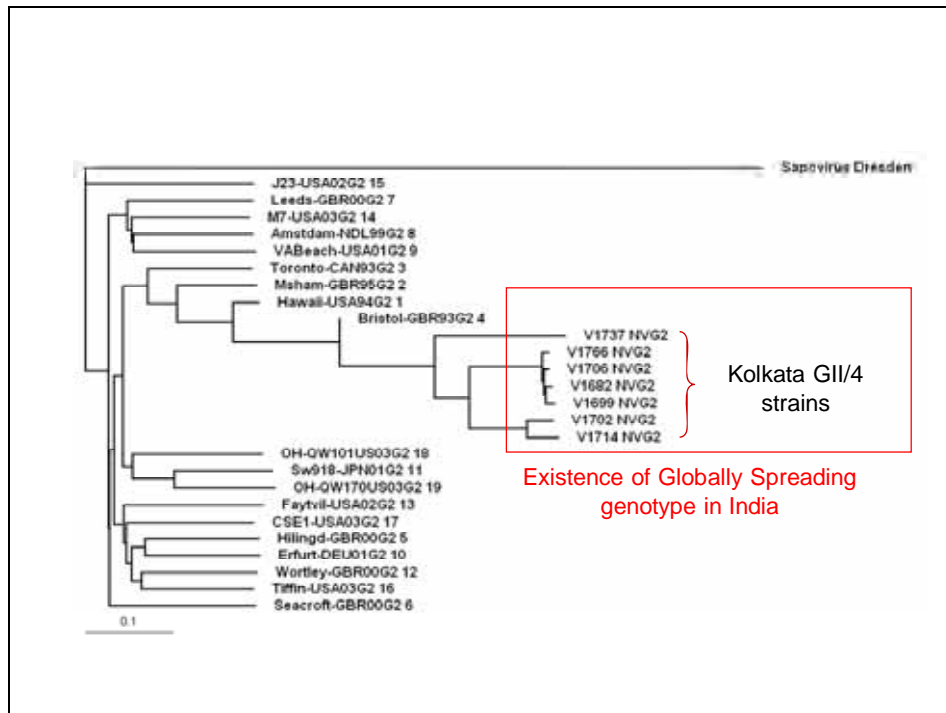 Sapovirus Dresden
J23-USA02G2 15
Leeds-GBR00G2 7
M7-USA03G2 14
Amstdam-NDL99G2 8
VABeach-USA01G2 9
Toronto-CAN93G2 3
Msham-GBR95G2 2
Hawaii-USA94G2 1
Bristol-GBR93G2 4
V1737 NVG2
V1766 NVG2
V1706 NVG2
V1682 NVG2
V1699 NVG2
V1702 NVG2
V1714 NVG2
Kolkata GII/4
strains
OH-QW101US03G2 18
Sw918-JPN01G2 11
OH-QW170US03G2 19
Faytvil-USA02G2 13
CSE1-USA03G2 17
Hilingd-GBR00G2 5
Erfurt-DEU01G2 10
Wortley-GBR00G2 12
Tiffin-USA03G2 16
Seacroft-GBR00G2 6
Existence of Globally Spreading
genotype in India
0.1